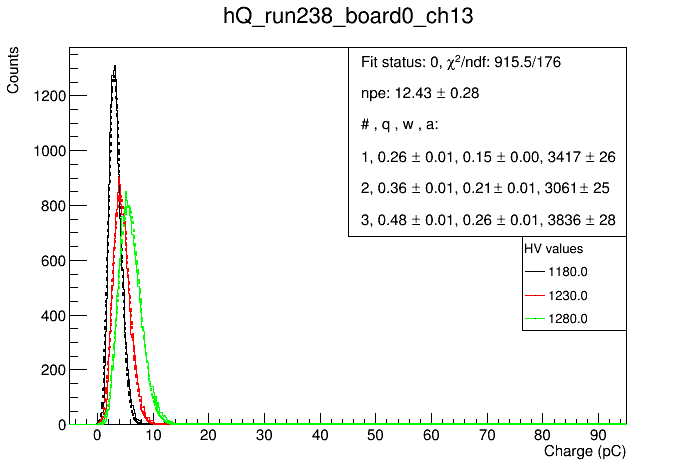 hQ_run238_board0_ch13
Counts
Fit status: 0, χ²/ndf: 915.5/176
npe: 12.43 ± 0.28
# , q , w , a:
1, 0.26 ± 0.01, 0.15 ± 0.00, 3417 ± 26
2, 0.36 ± 0.01, 0.21± 0.01, 3061± 25
3, 0.48 ± 0.01, 0.26 ± 0.01, 3836 ± 28
HV values
1180.0
1230.0
1280.0
1200
1000
800
600
400
200
0
0 10 20 30 40 50 60 70 80 90
Charge (pC)